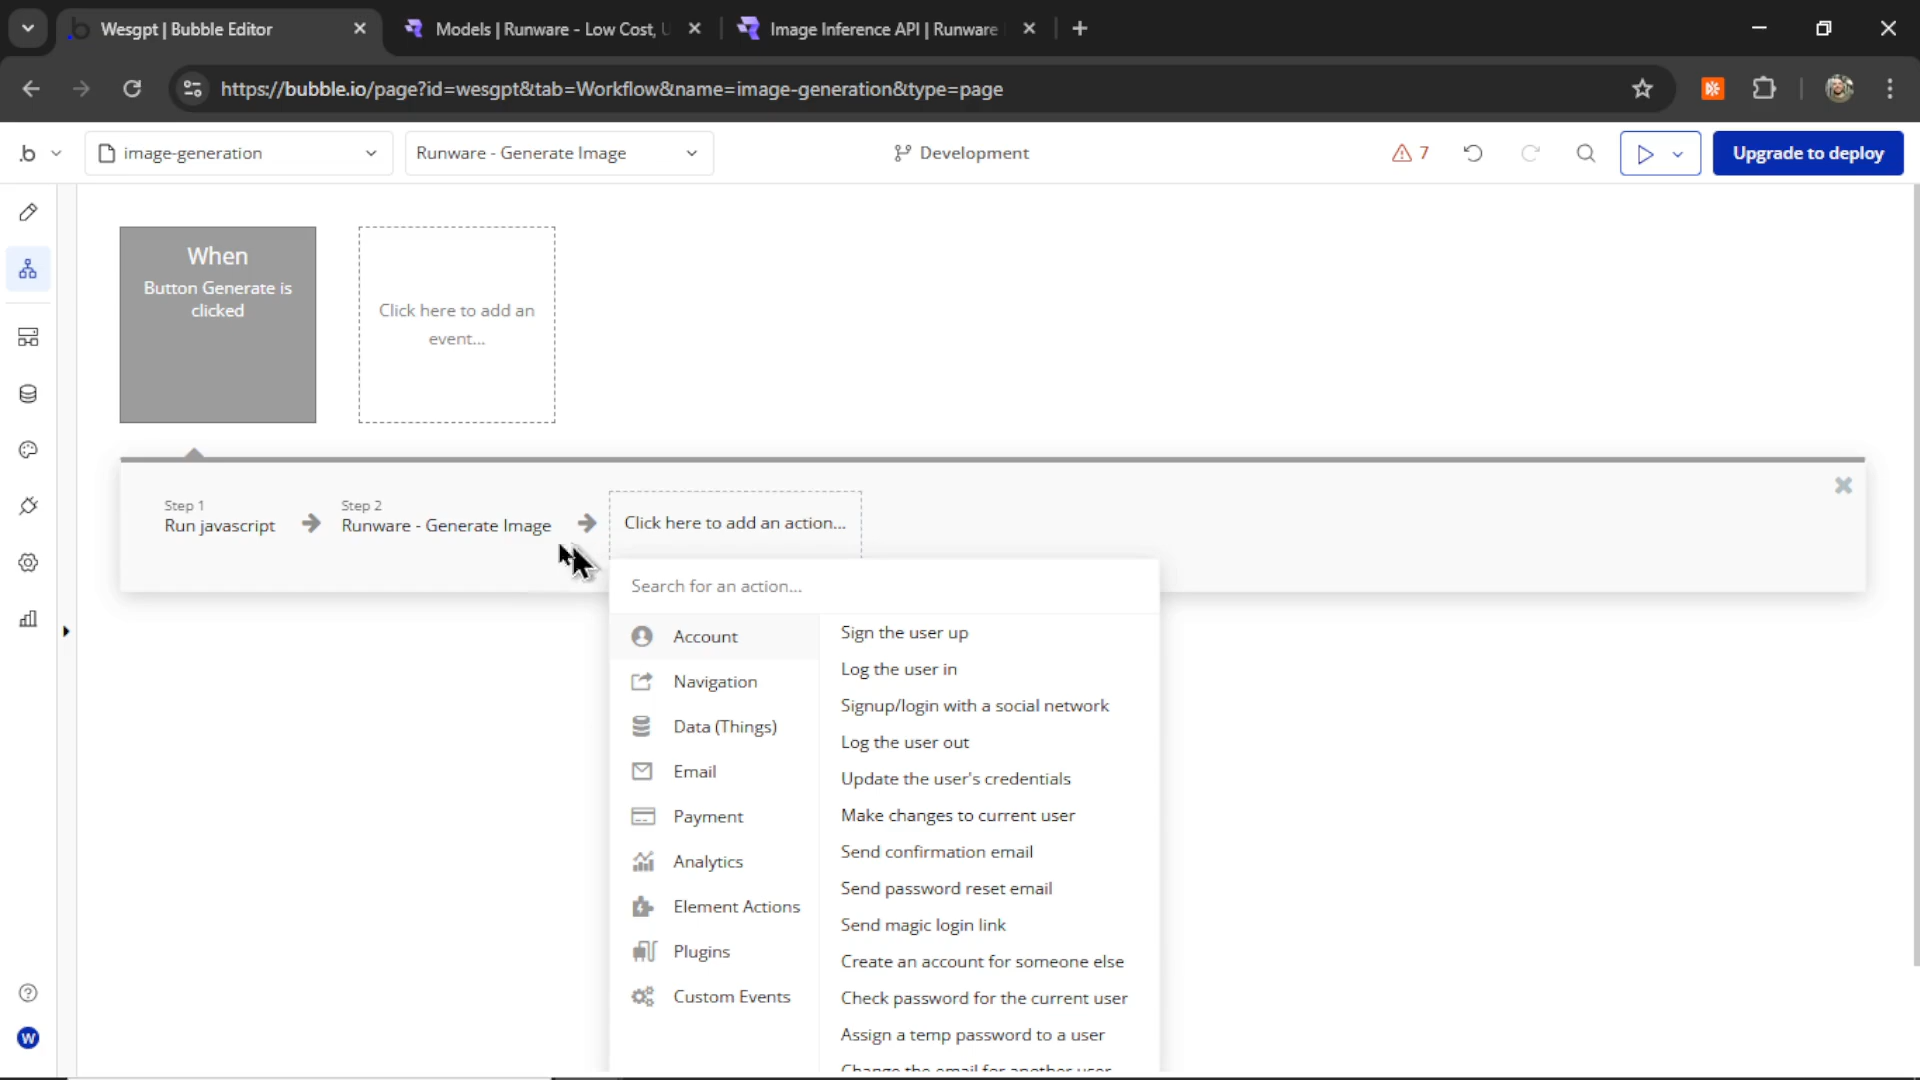 Wesgpt | Bubble Editor
Models | Runware - Low Cost, U
Image Inference API | Runware
https://bubble.io/page?id=wesgpt&tab=Workflow&name=image-generation&type=page
.b
image-generation
Runware - Generate Image
Development
7
Upgrade to deploy
When
Button Generate is
clicked
Click here to add an
event...
Step 1
Run javascript
Step 2
Runware - Generate Image
Click here to add an action...
Search for an action...
Account
Navigation
Data (Things)
Email
Payment
Analytics
Element Actions
Plugins
Custom Events
Sign the user up
Log the user in
Signup/login with a social network
Log the user out
Update the user's credentials
Make changes to current user
Send confirmation email
Send password reset email
Send magic login link
Create an account for someone else
Check password for the current user
Assign a temp password to a user
Change the email for another user
W